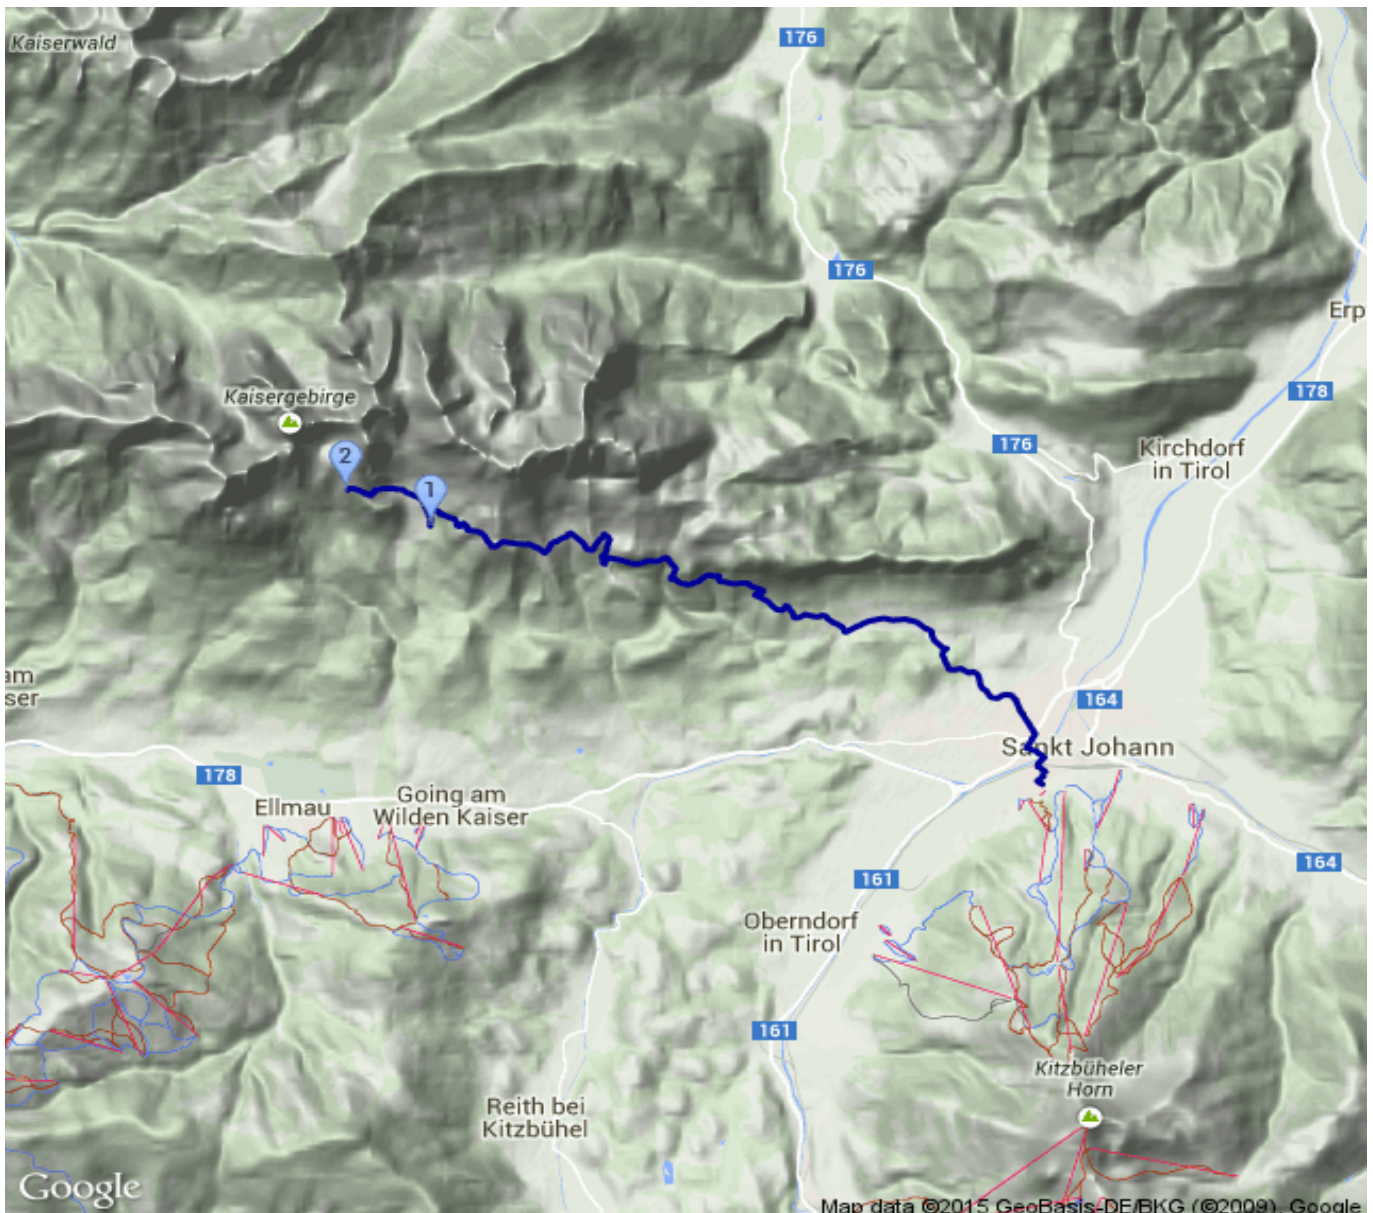 Kaiserwald
176
176
Erp
178
Kaisergebirge
176
Kirchdorf
in Tirol
2
1
am
ser
164
Sankt Johann
178
Ellmau
Going am
Wilden Kaiser
164
161
Oberndorf
in Tirol
161
Kitzbüheler
Horn
Reith bei
Kitzbühel
Google
Map data ©2015 GeoBasis-DE/BKG (©2009), Google